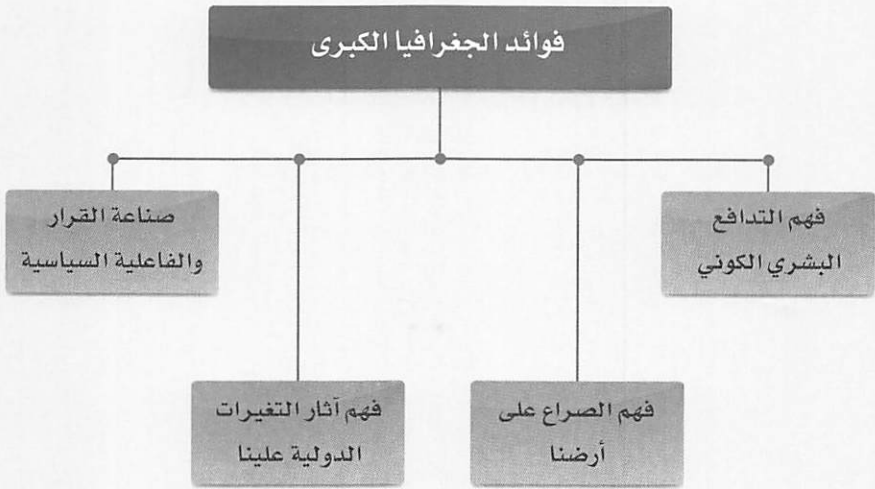 فوائد الجغرافيا الكبرى
فهم التدافع
البشري الكوني
فهم الصراع على
أرضنا
فهم آثار التغيرات
الدولية علينا
صناعة القرار
والفاعلية السياسية